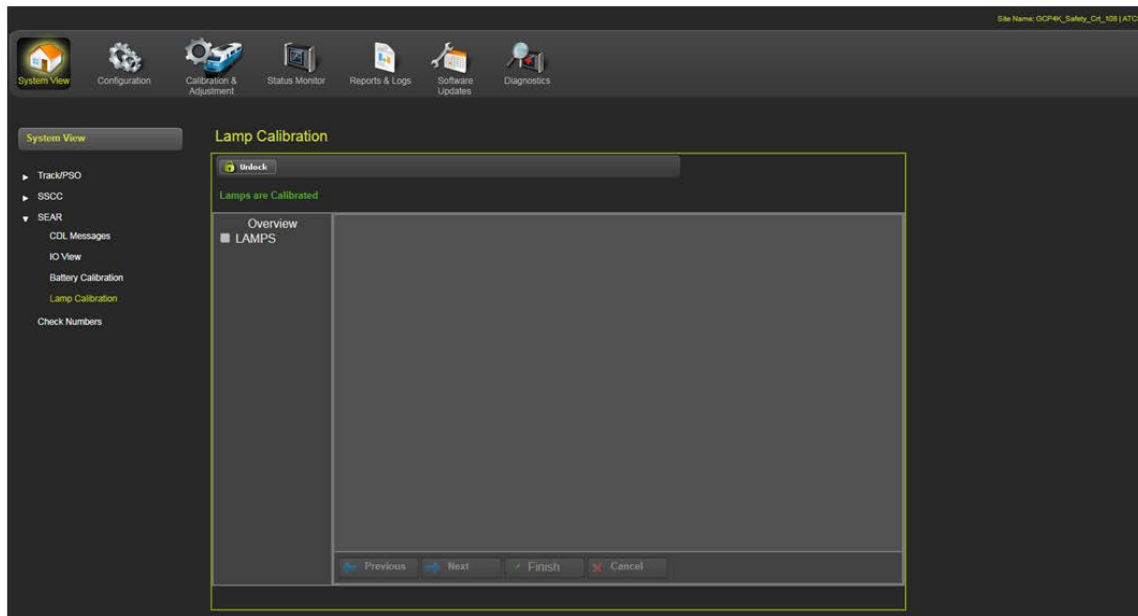 Site Name: GCP4K_Safety_Crt_108 | ATC
System View
Configuration
Calibration &
Adjustment
Status Monitor
Reports & Logs
Software
Updates
Diagnostics
System View
Track/PSO
SSCC
SEAR
CDL Messages
IO View
Battery Calibration
Lamp Calibration
Check Numbers
Lamp Calibration
Unlock
Lamps are Calibrated
Overview
LAMPS
Previous
Next
Finish
Cancel